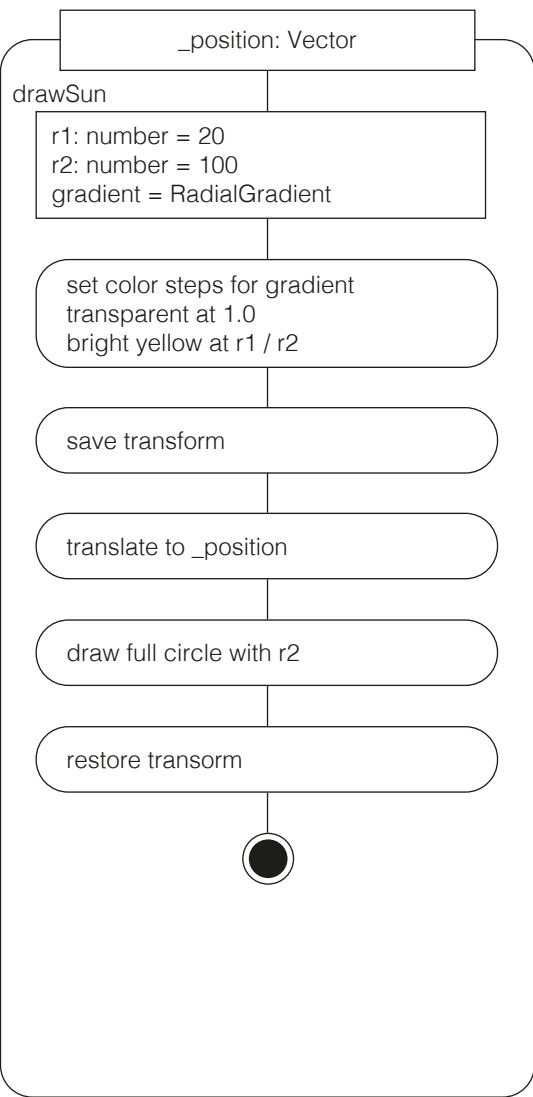 _position: Vector
drawSun
r1: number = 20
r2: number = 100
gradient = RadialGradient
set color steps for gradient
transparent at 1.0
bright yellow at r1 / r2
save transform
translate to _position
draw full circle with r2
restore transorm